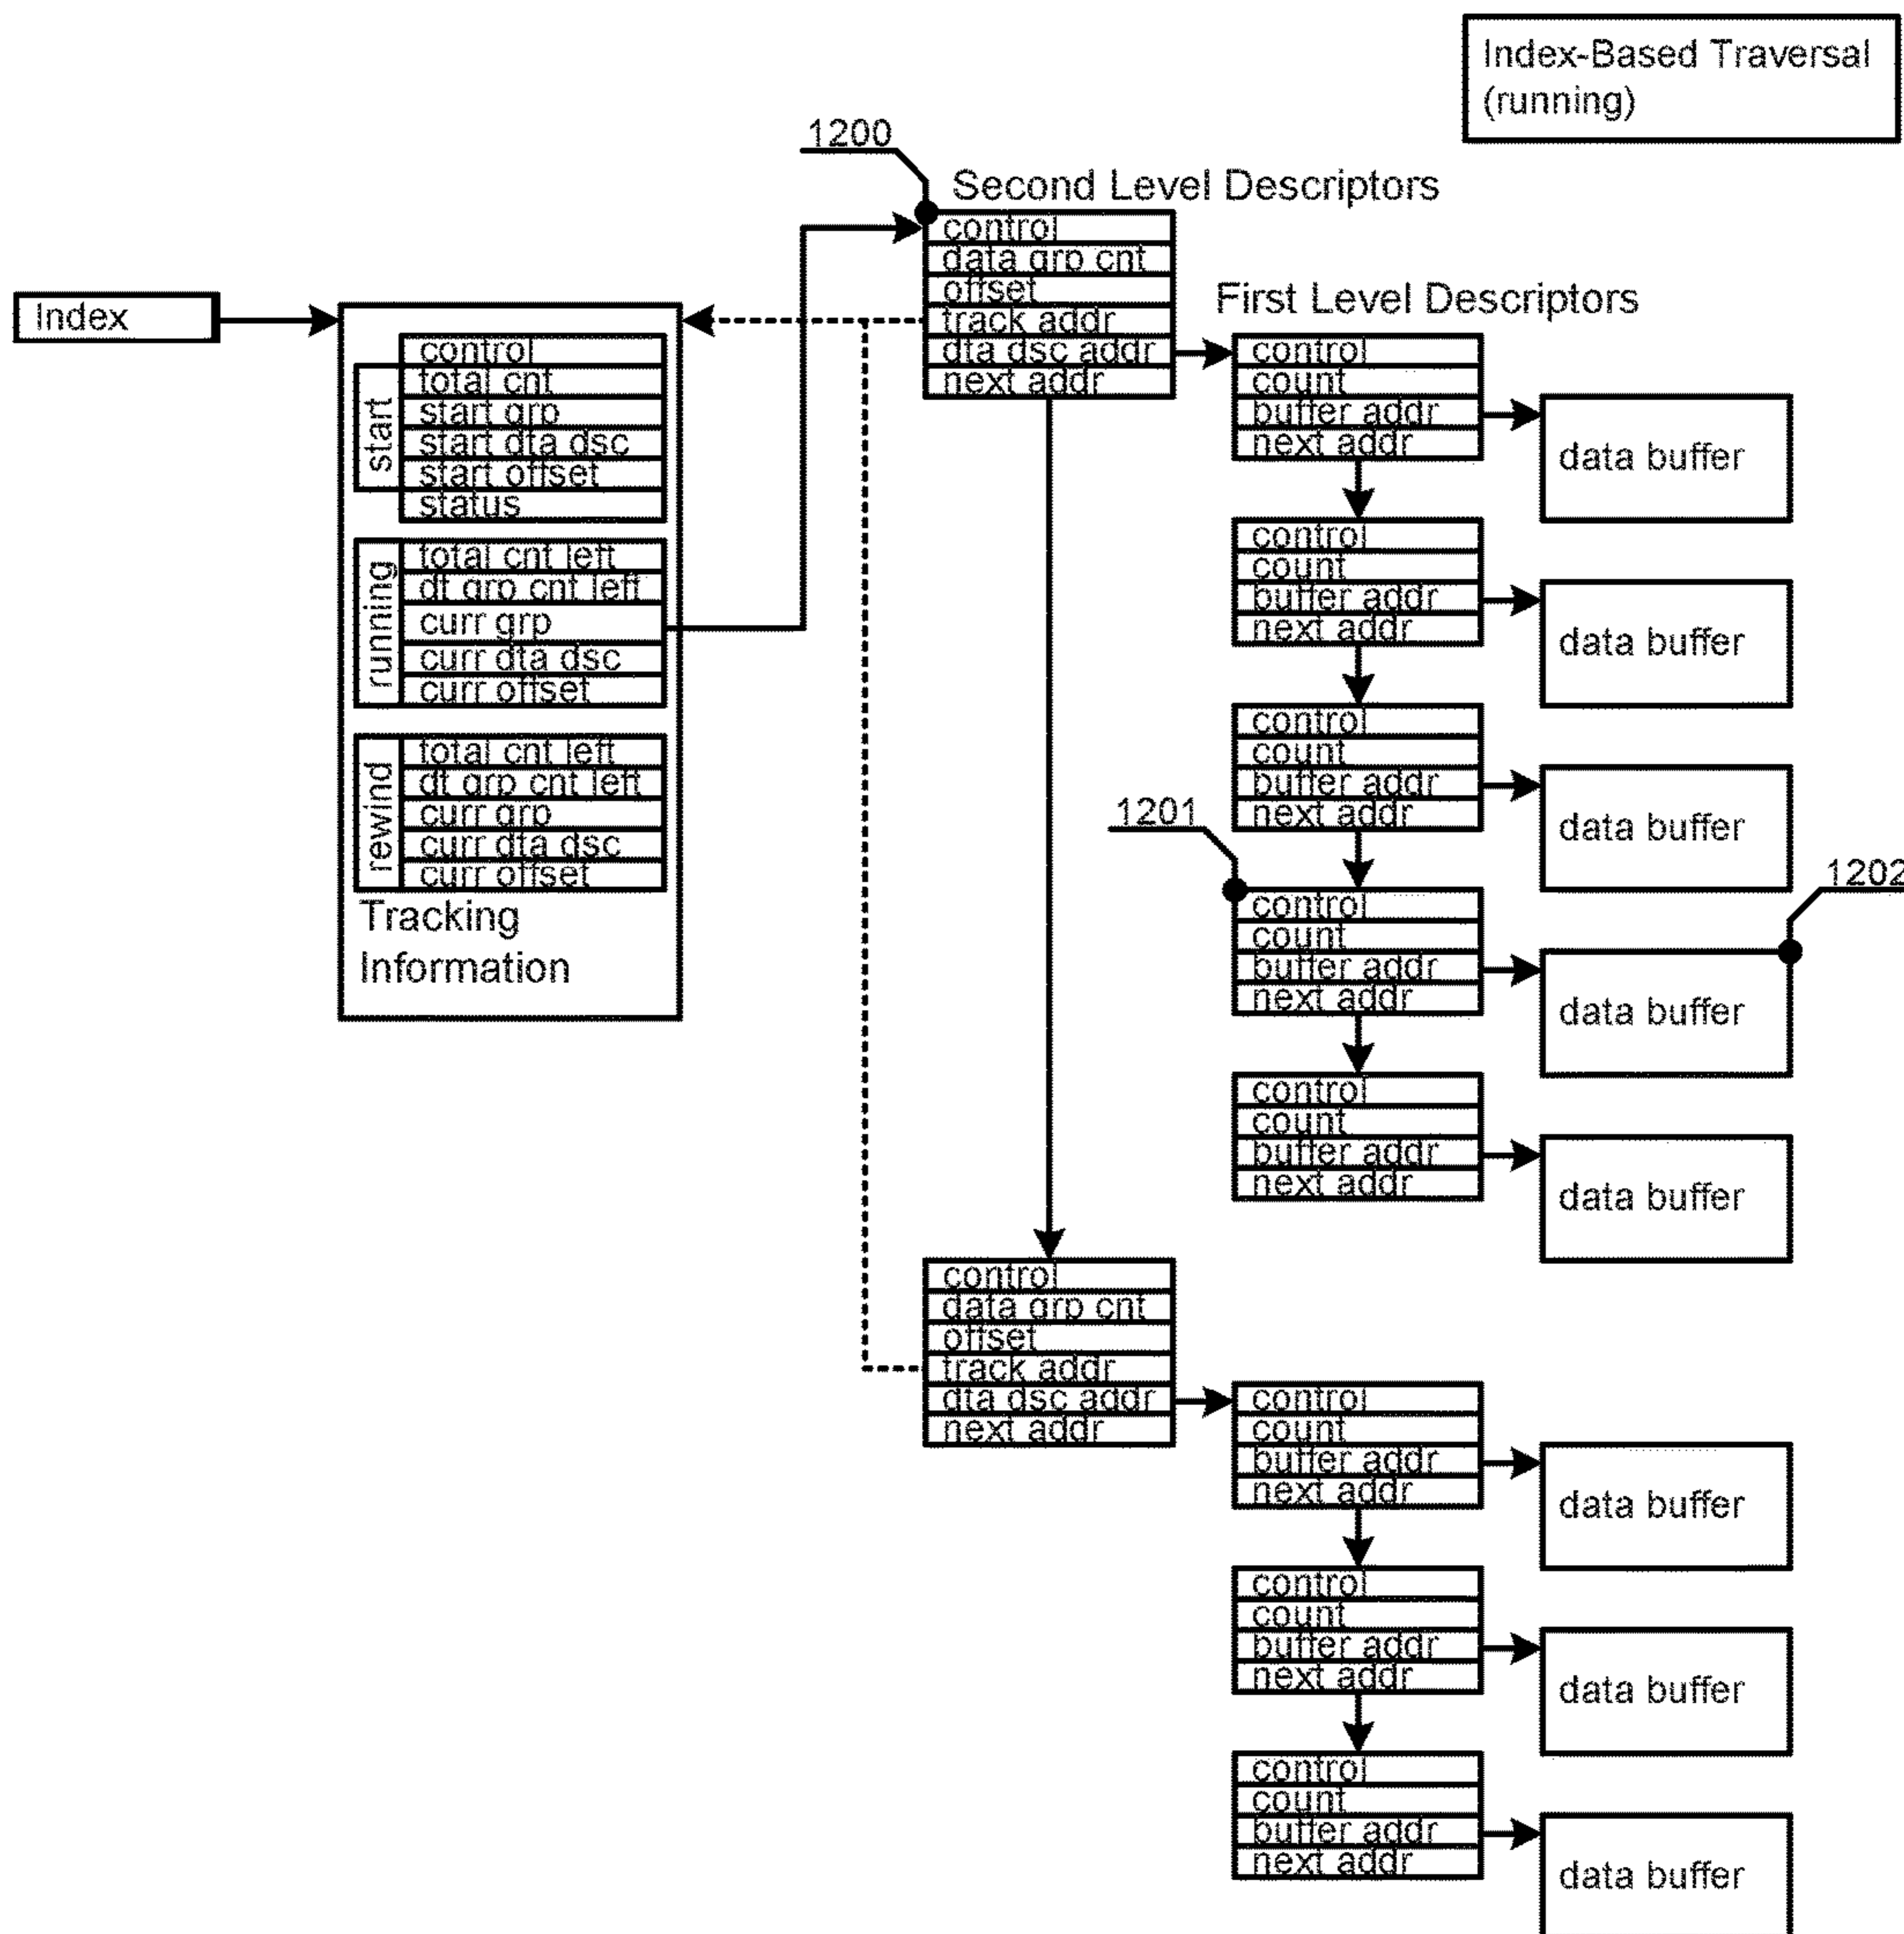 Index-Based Traversal
(running)
1200
Second Level Descriptors
control
data grp cnt
offset
track addr
dta dsc addr
next addr
Index
First Level Descriptors
start
control
total cnt
start grp
start dta dsc
start offset
status
running
total cnt left
dt grp cnt left
curr grp
curr dta dsc
curr offset
rewind
total cnt left
dt grp cnt left
curr grp
curr dta dsc
curr offset
Tracking
Information
control
count
buffer addr
next addr
data buffer
control
count
buffer addr
next addr
data buffer
control
count
buffer addr
next addr
data buffer
1201
1202
control
count
buffer addr
next addr
data buffer
control
count
buffer addr
next addr
data buffer
control
data grp cnt
offset
track addr
dta dsc addr
next addr
control
count
buffer addr
next addr
data buffer
control
count
buffer addr
next addr
data buffer
control
count
buffer addr
next addr
data buffer